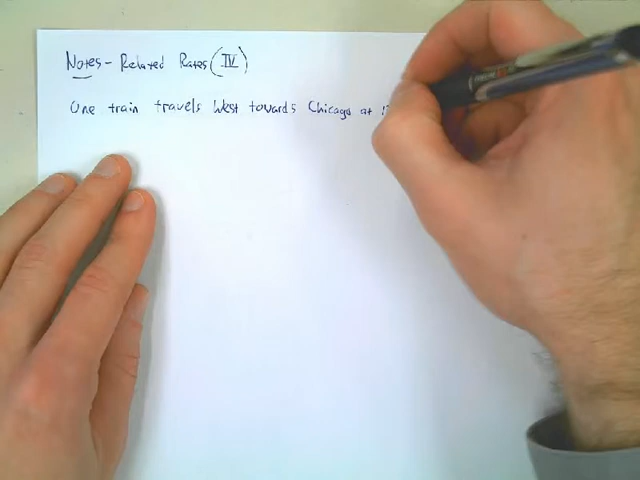 Notes - Related Rates (IV)
One train travels West towards Chicago at